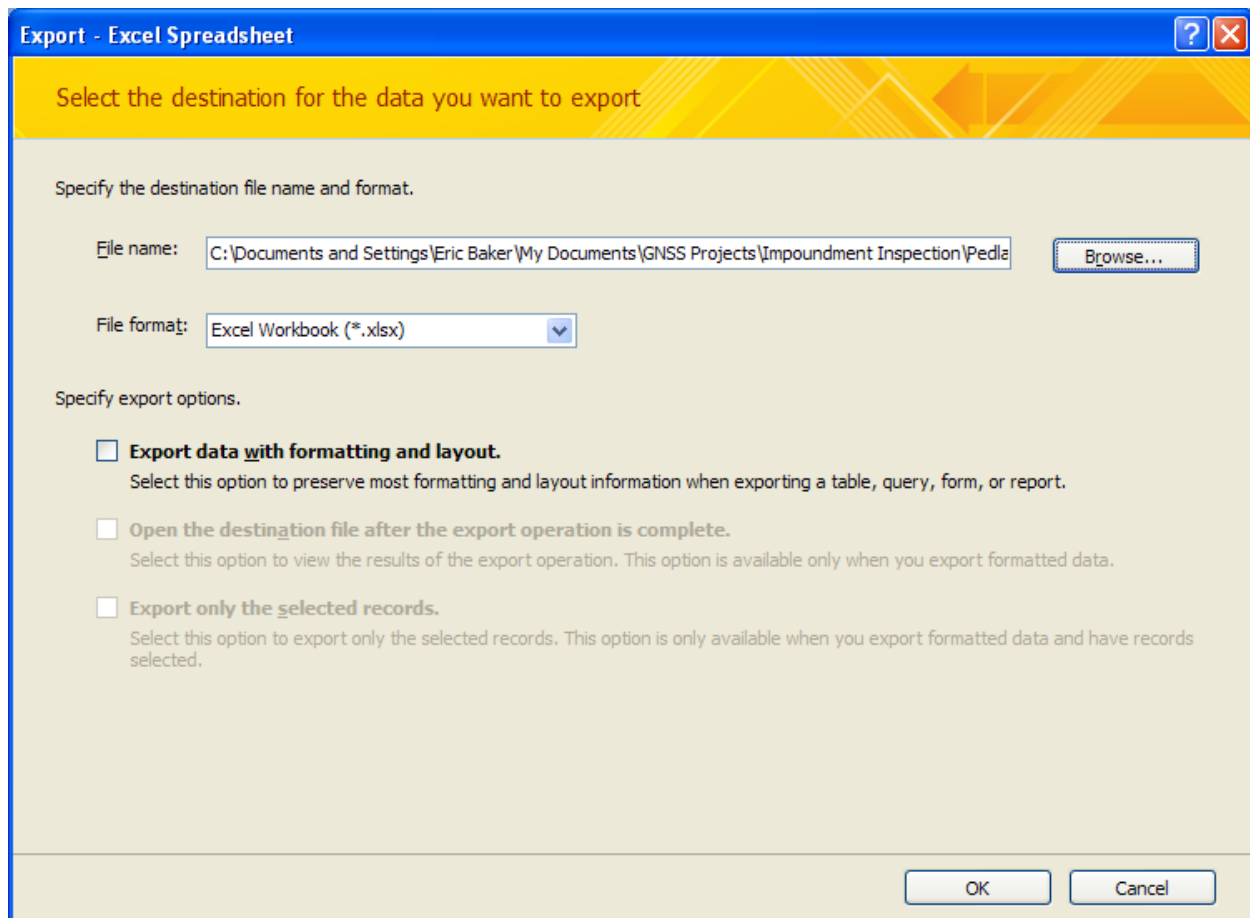 Export - Excel Spreadsheet
Select the destination for the data you want to export
Specify the destination file name and format.
File name:
C:\Documents and Settings\Eric Baker\My Documents\GNSS Projects\Impoundment Inspection\Pedla
Browse...
File format:
Excel Workbook (*.xlsx)
Specify export options.
Export data with formatting and layout.
Select this option to preserve most formatting and layout information when exporting a table, query, form, or report.
Open the destination file after the export operation is complete.
Select this option to view the results of the export operation. This option is available only when you export formatted data.
Export only the selected records.
Select this option to export only the selected records. This option is only available when you export formatted data and have records
selected.
OK
Cancel